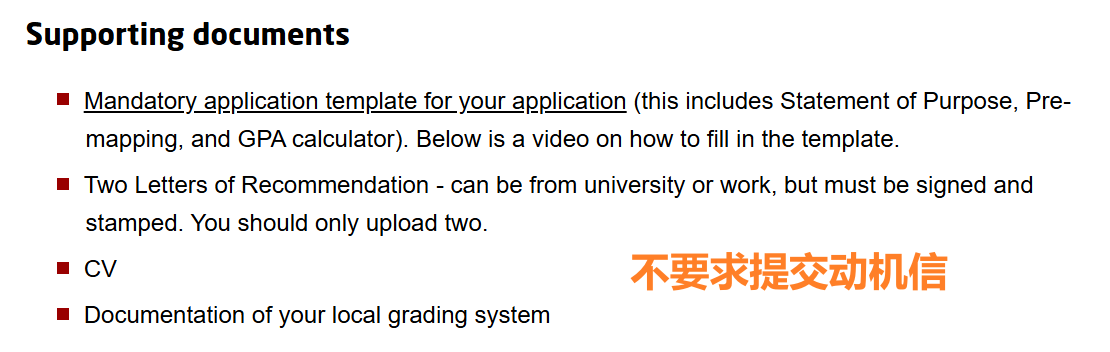 Supporting documents
Mandatory application template for your application (this includes Statement of Purpose, Pre-
mapping, and GPA calculator). Below is a video on how to fill in the template.
Two Letters of Recommendation - can be from university or work, but must be signed and
stamped. You should only upload two.
CV
不要求提交动机信
Documentation of your local grading system